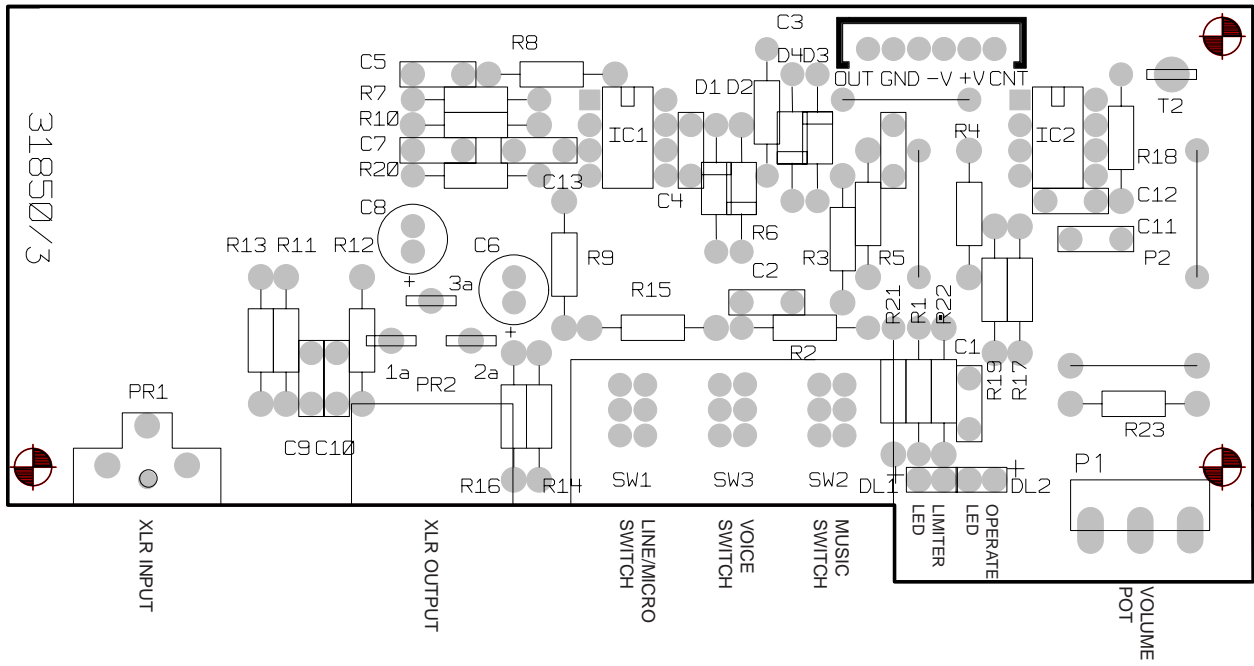 C3
R8
C5
D4 D3
OUT GND -V +V CNT
R7
D1 D2
T2
R10
IC1
R4
IC2
C7
R18
R20
C13
C4
C12
31850/3
C8
C11
R13 R11 R12
C6
R9
R6
R3
R5
P2
C2
3a
R15
R21
R1
R22
R2
C1
1a
2a
PR2
R19
R17
PR1
R23
C9 C10
P1
R16
R14
SW1
SW3
SW2
DL1
DL2
XLR INPUT
XLR OUTPUT
LINE/MICRO
SWITCH
VOICE
SWITCH
MUSIC
SWITCH
LIMITER
LED
OPERATE
LED
VOLUME
POT